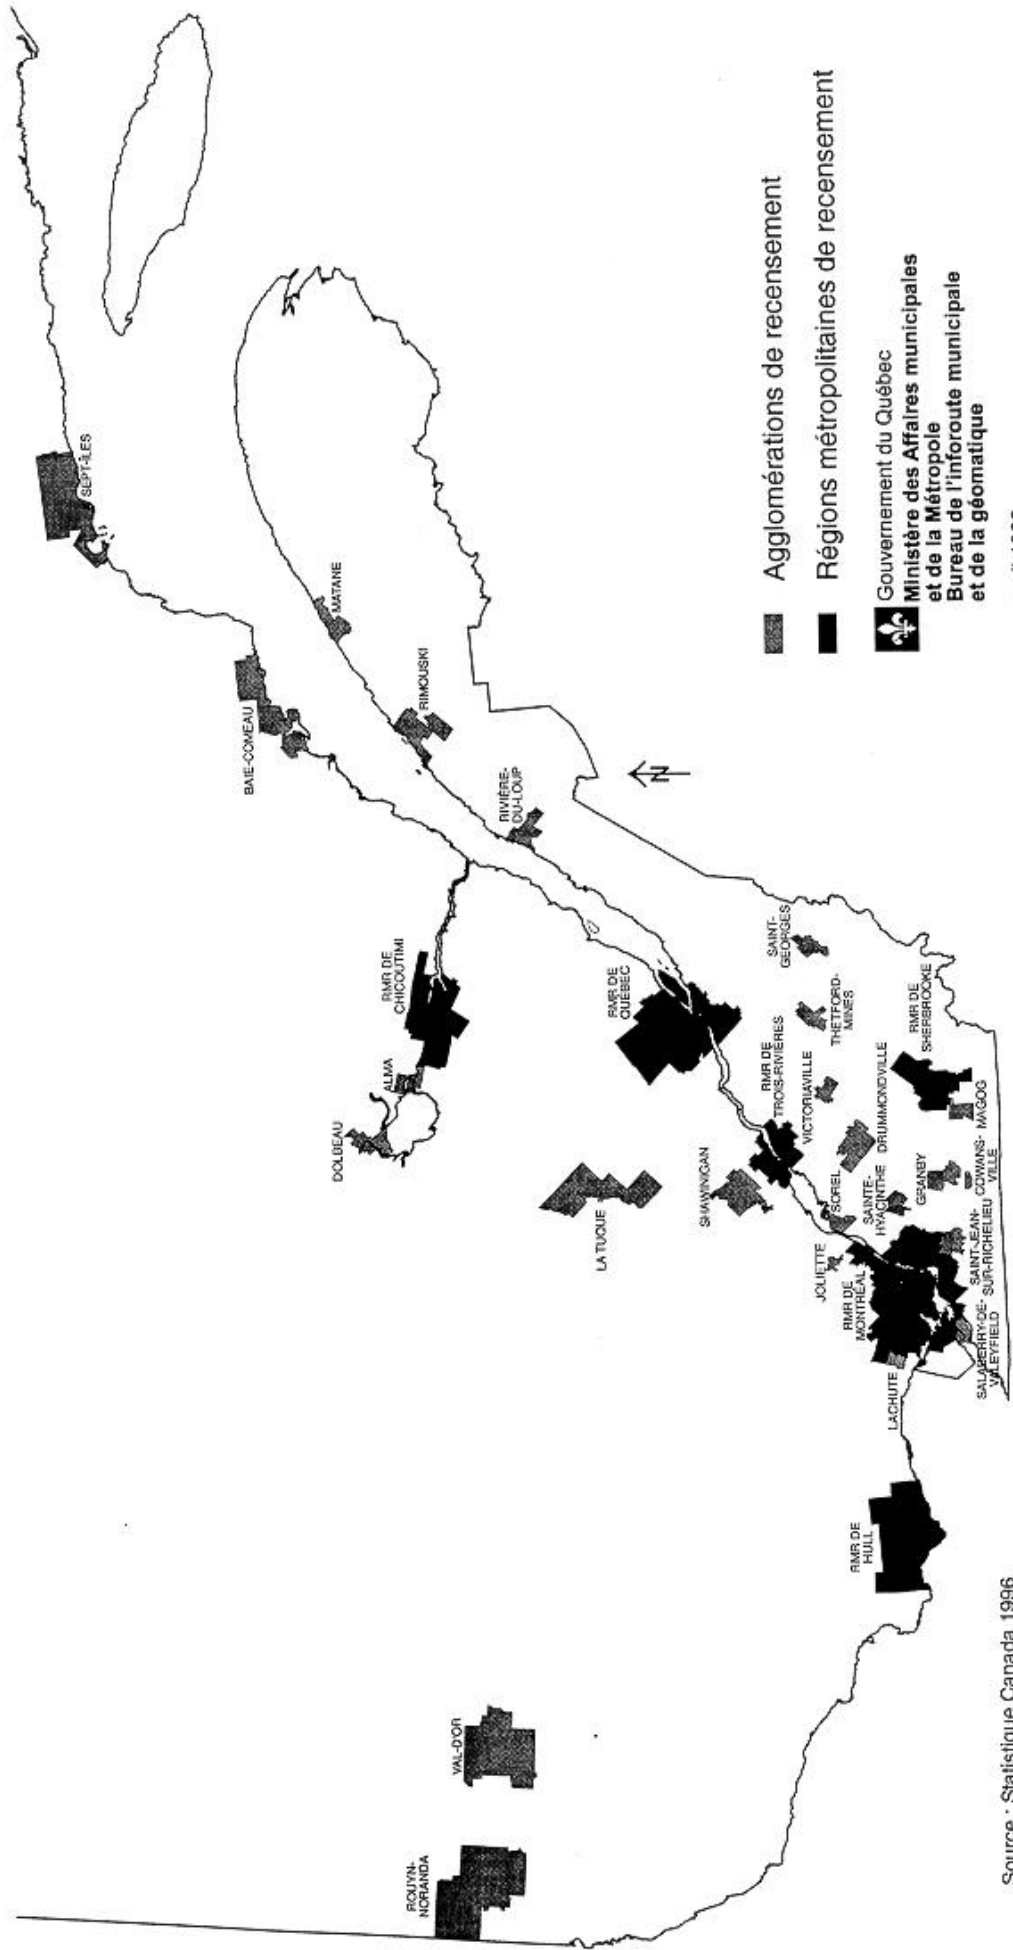 SEPT-ÎLES
BAIE-COMEAU
MATANE
RIMOUSKI
RIVIÈRE-
DU-LOUP
RMR DE
CHICOUTIMI
ALMA
DOLBEAU
LA TUQUE
SHAWINIGAN
RMR DE
QUÉBEC
RMR DE
TROIS-RIVIÈRES
VICTORIAVILLE
SAINT-
GEORGES
THETFORD-
MINES
DRUMMONDVILLE
RMR DE
SHERBROOKE
MAGOG
COWANS-
VILLE
GRANBY
SAINTE-
HYACINTHE
SOREL
JOLIETTE
RMR DE
MONTRÉAL
SAINT-JEAN-
SUR-RICHELIEU
SALABERRY-DE-
VALEYFIELD
LACHUTE
RMR DE
HULL
VAL-D'OR
ROUYN-
NORANDA
N
Agglomérations de recensement
Régions métropolitaines de recensement
Gouvernement du Québec
Ministère des Affaires municipales
et de la Métropole
Bureau de l'inforoute municipale
et de la géomatique
Source : Statistique Canada 1996